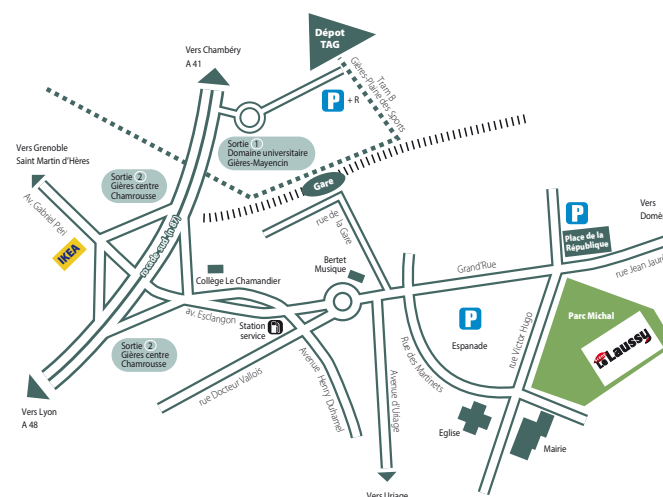 Dépot
TAG
Vers Chambéry
A 41
Tram B
Gières-Plaine des Sports
P + R
Sortie 1
Domaine universitaire
Gières-Mayencin
Vers Grenoble
Saint Martin d'Hères
Sortie 2
Gières centre
Chamrousse
Gare
Av. Gabriel Péri
IKEA
rocade sud (n 87)
rue de
la Gare
P
Vers
Place de la
République
Grand'Rue
rue Jean Jaurè
Bertet
Musique
Collège Le Chamandier
av. Esclangon
Station
service
P
Espanade
rue Victor Hugo
Parc Michal
Le Laussy
Sortie 2
Gières centre
Chamrousse
rue Docteur Vallois
Avenue Henry Duhamel
Avenue d'Uriage
Rue des Martinets
Vers Lyon
A 48
Eglise
Mairie
Vers Uriage